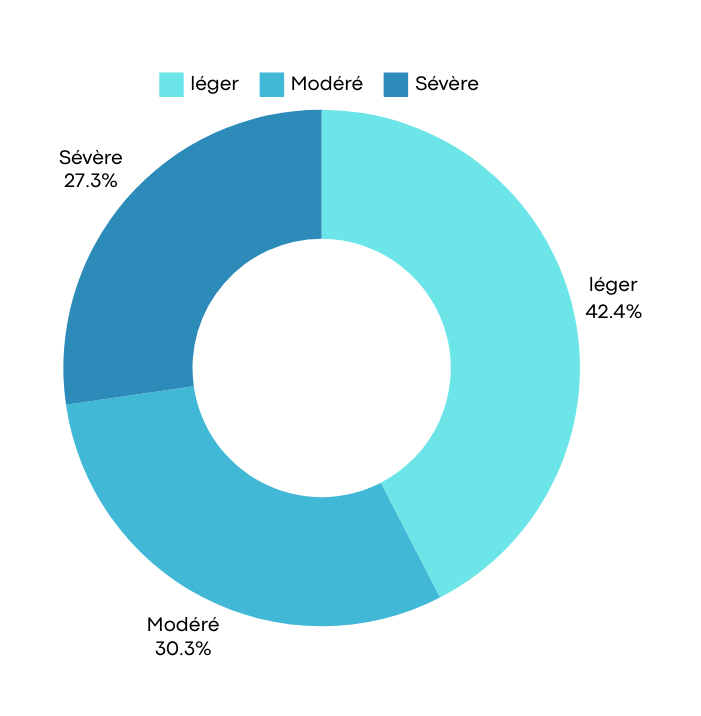 léger Modéré Sévère
Sévère
27.3%
léger
42.4%
Modéré
30.3%